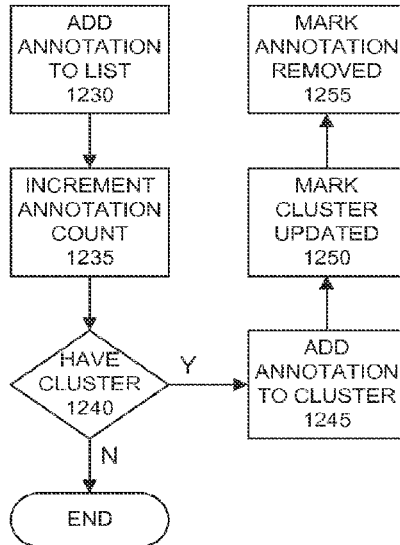 ADD
ANNOTATION
TO LIST
1230
INCREMENT
ANNOTATION
COUNT
1235
HAVE
CLUSTER
1240
Y
N
END
ADD
ANNOTATION
TO CLUSTER
1245
MARK
CLUSTER
UPDATED
1250
MARK
ANNOTATION
REMOVED
1255